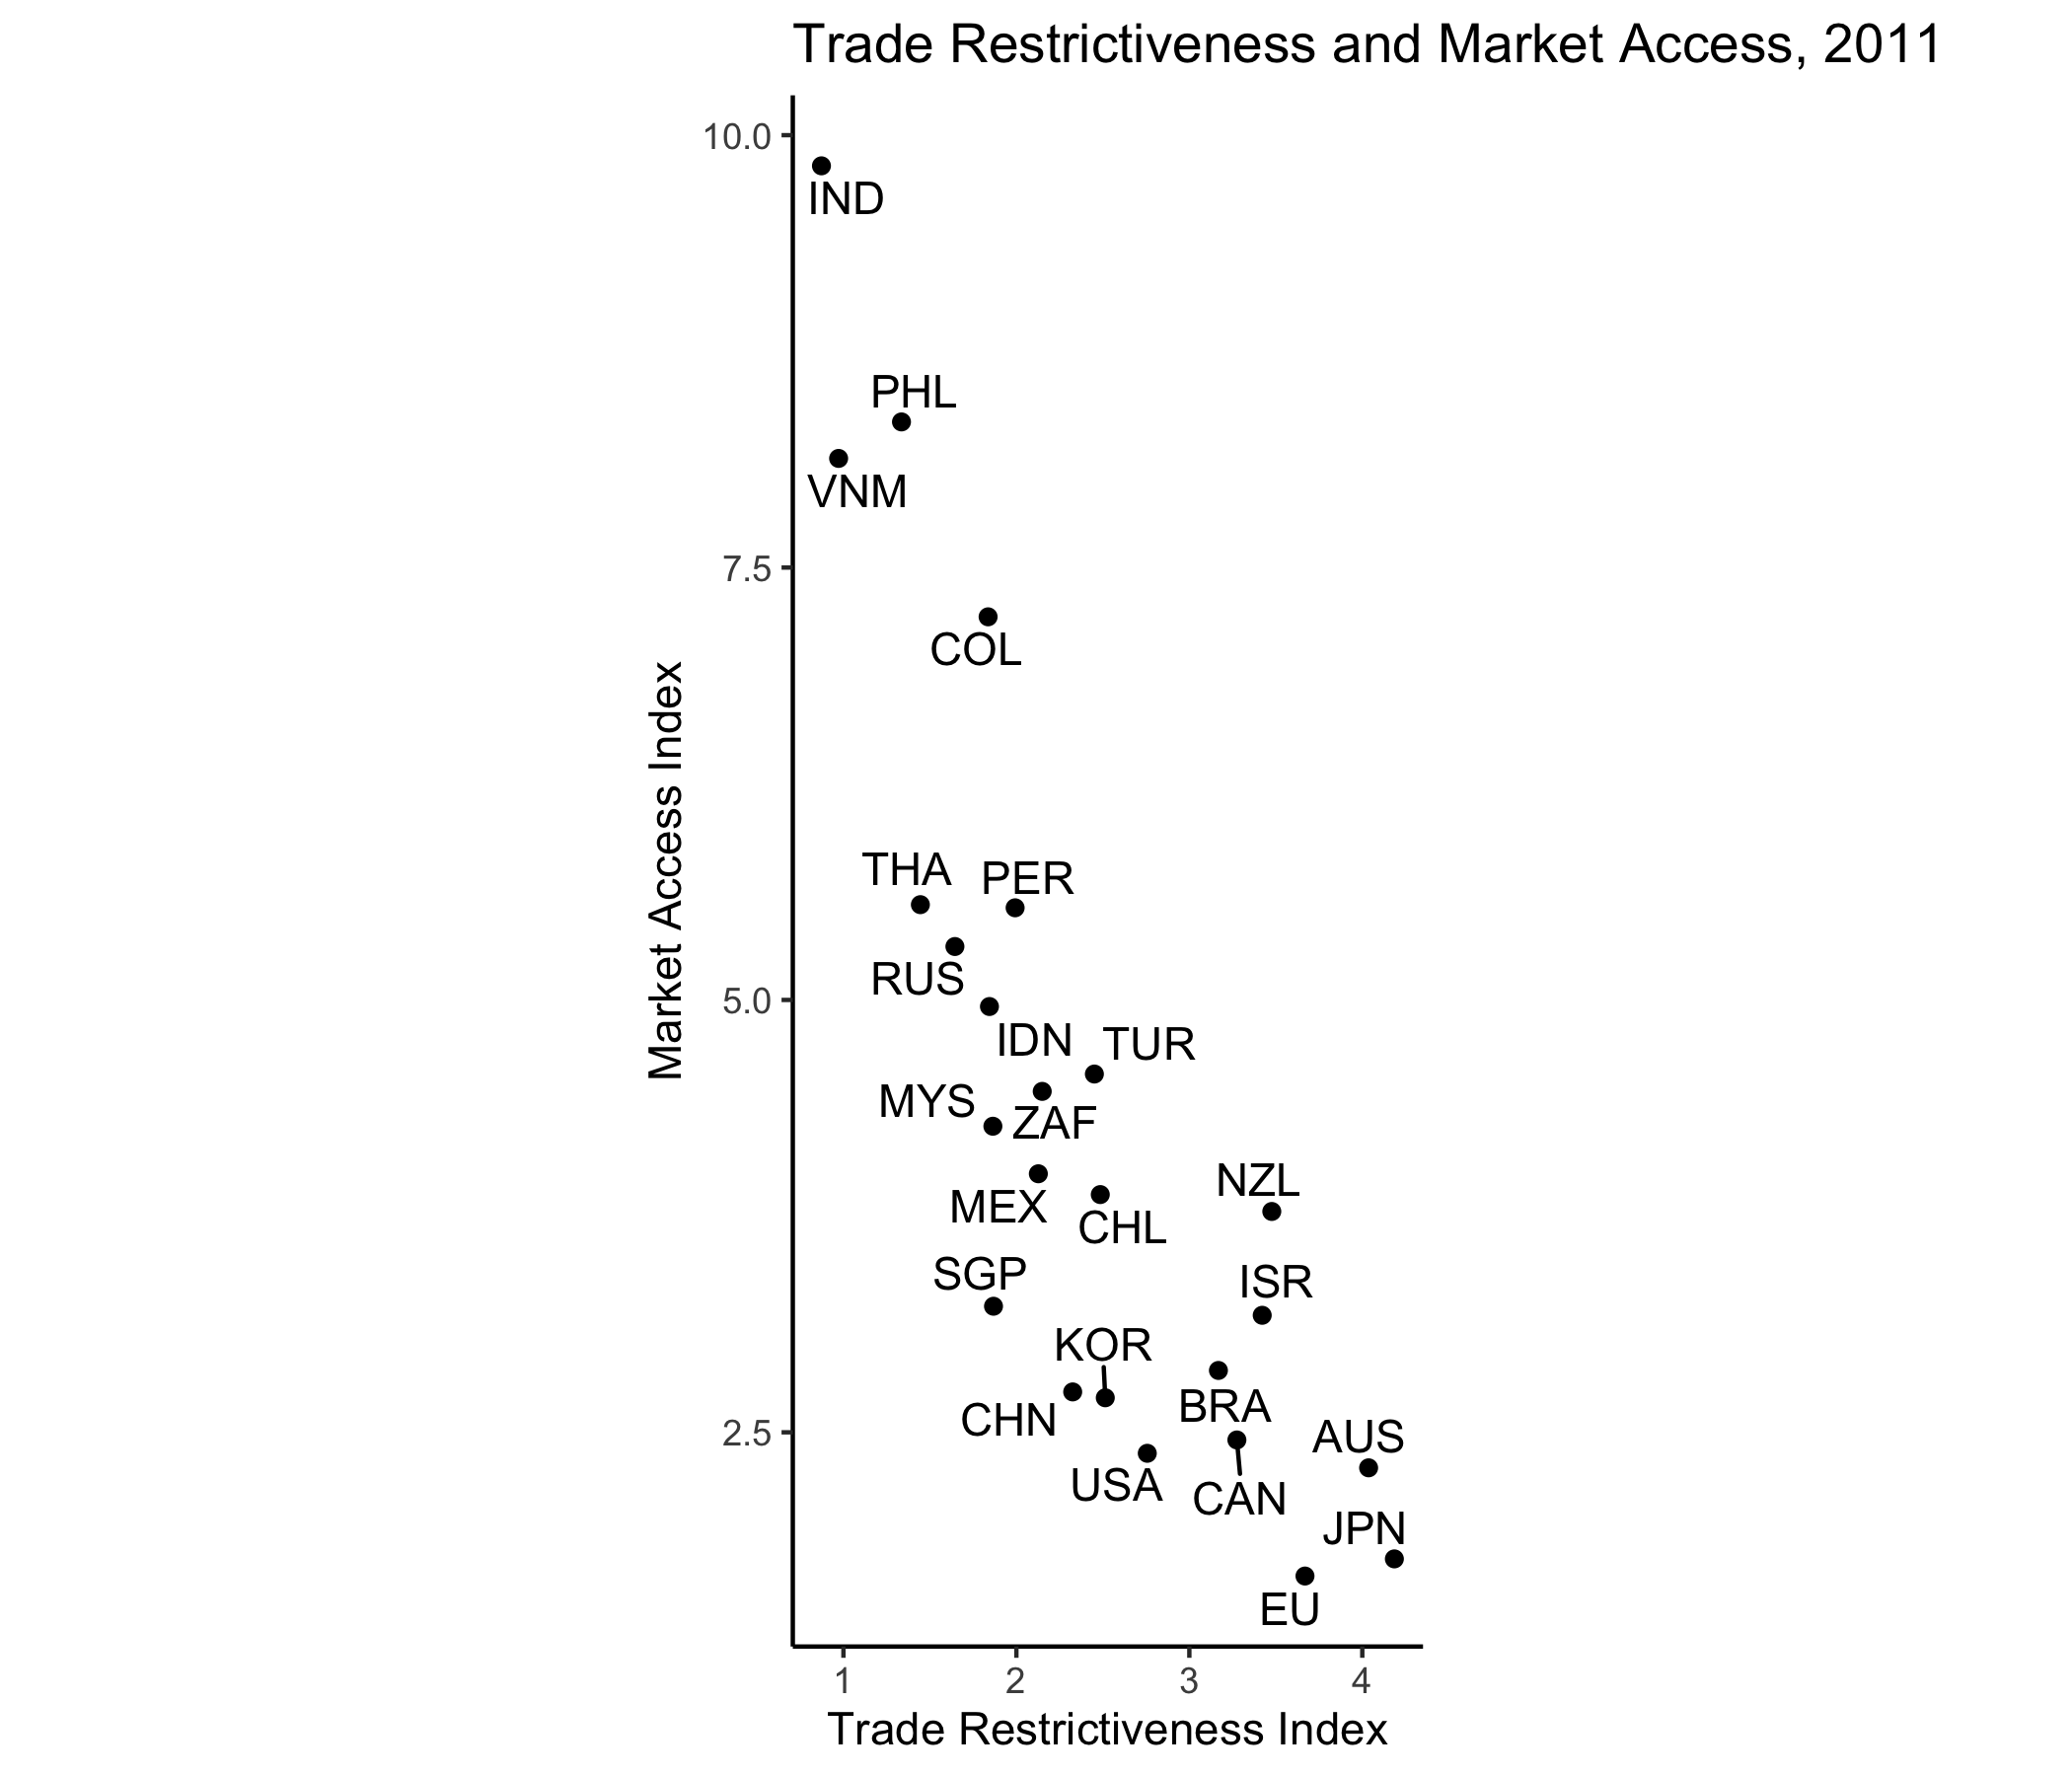 Trade Restrictiveness and Market Access, 2011
10.0
IND
PHL
VNM
7.5
COL
Market Access Index
THA
PER
RUS
5.0
IDN
TUR
MYS
ZAF
NZL
MEX
CHL
SGP
ISR
KOR
BRA
CHN
2.5
AUS
USA
CAN
JPN
EU
1
2
3
4
Trade Restrictiveness Index